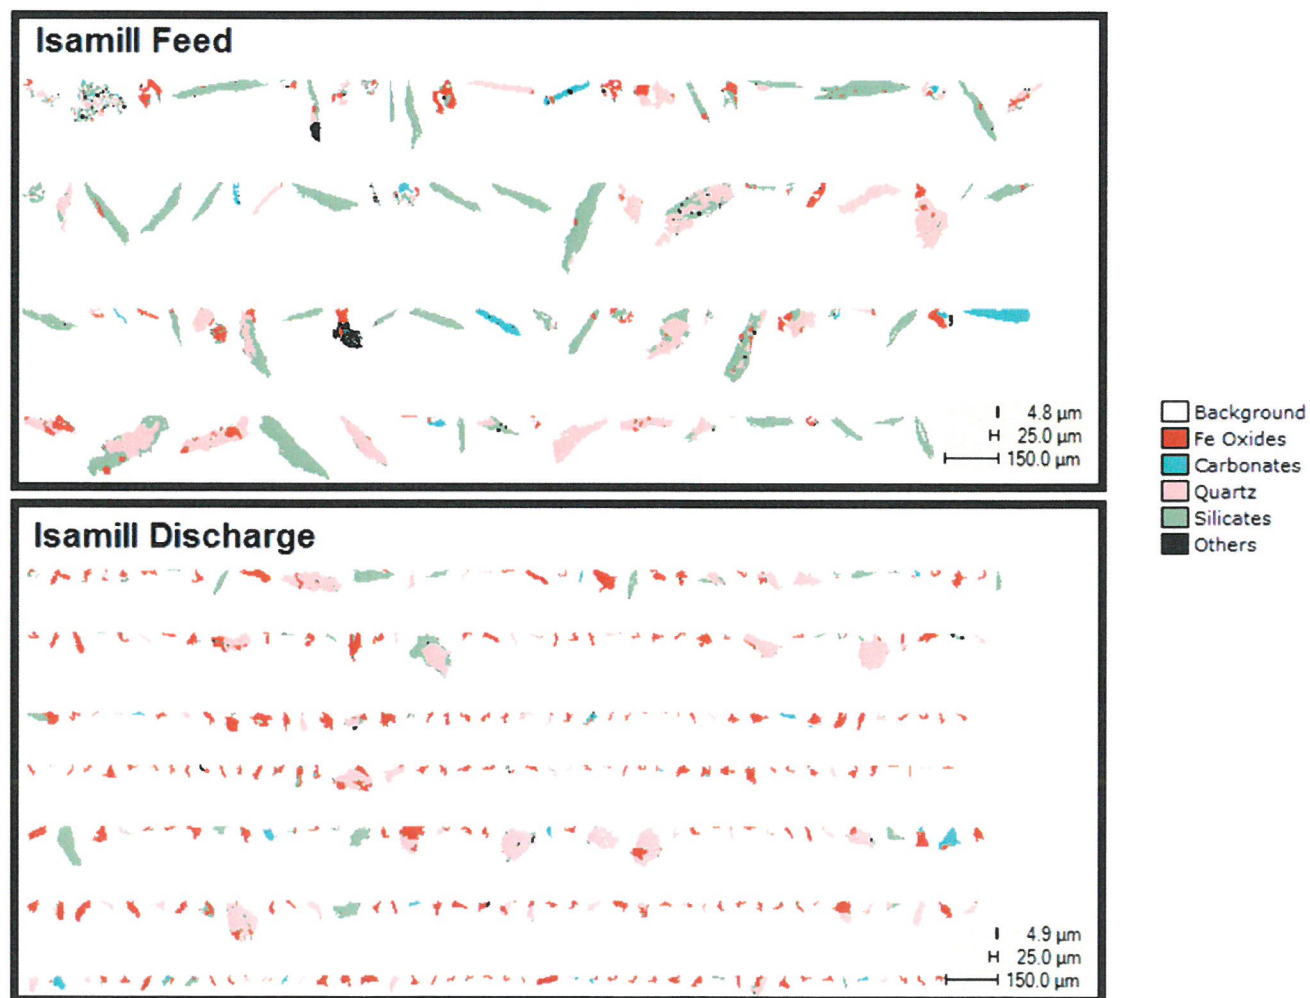 Isamill Feed
4.8 µm
25.0 µm
150.0 µm
Background
Fe Oxides
Carbonates
Quartz
Silicates
Others
Isamill Discharge
4.9 µm
25.0 µm
150.0 µm